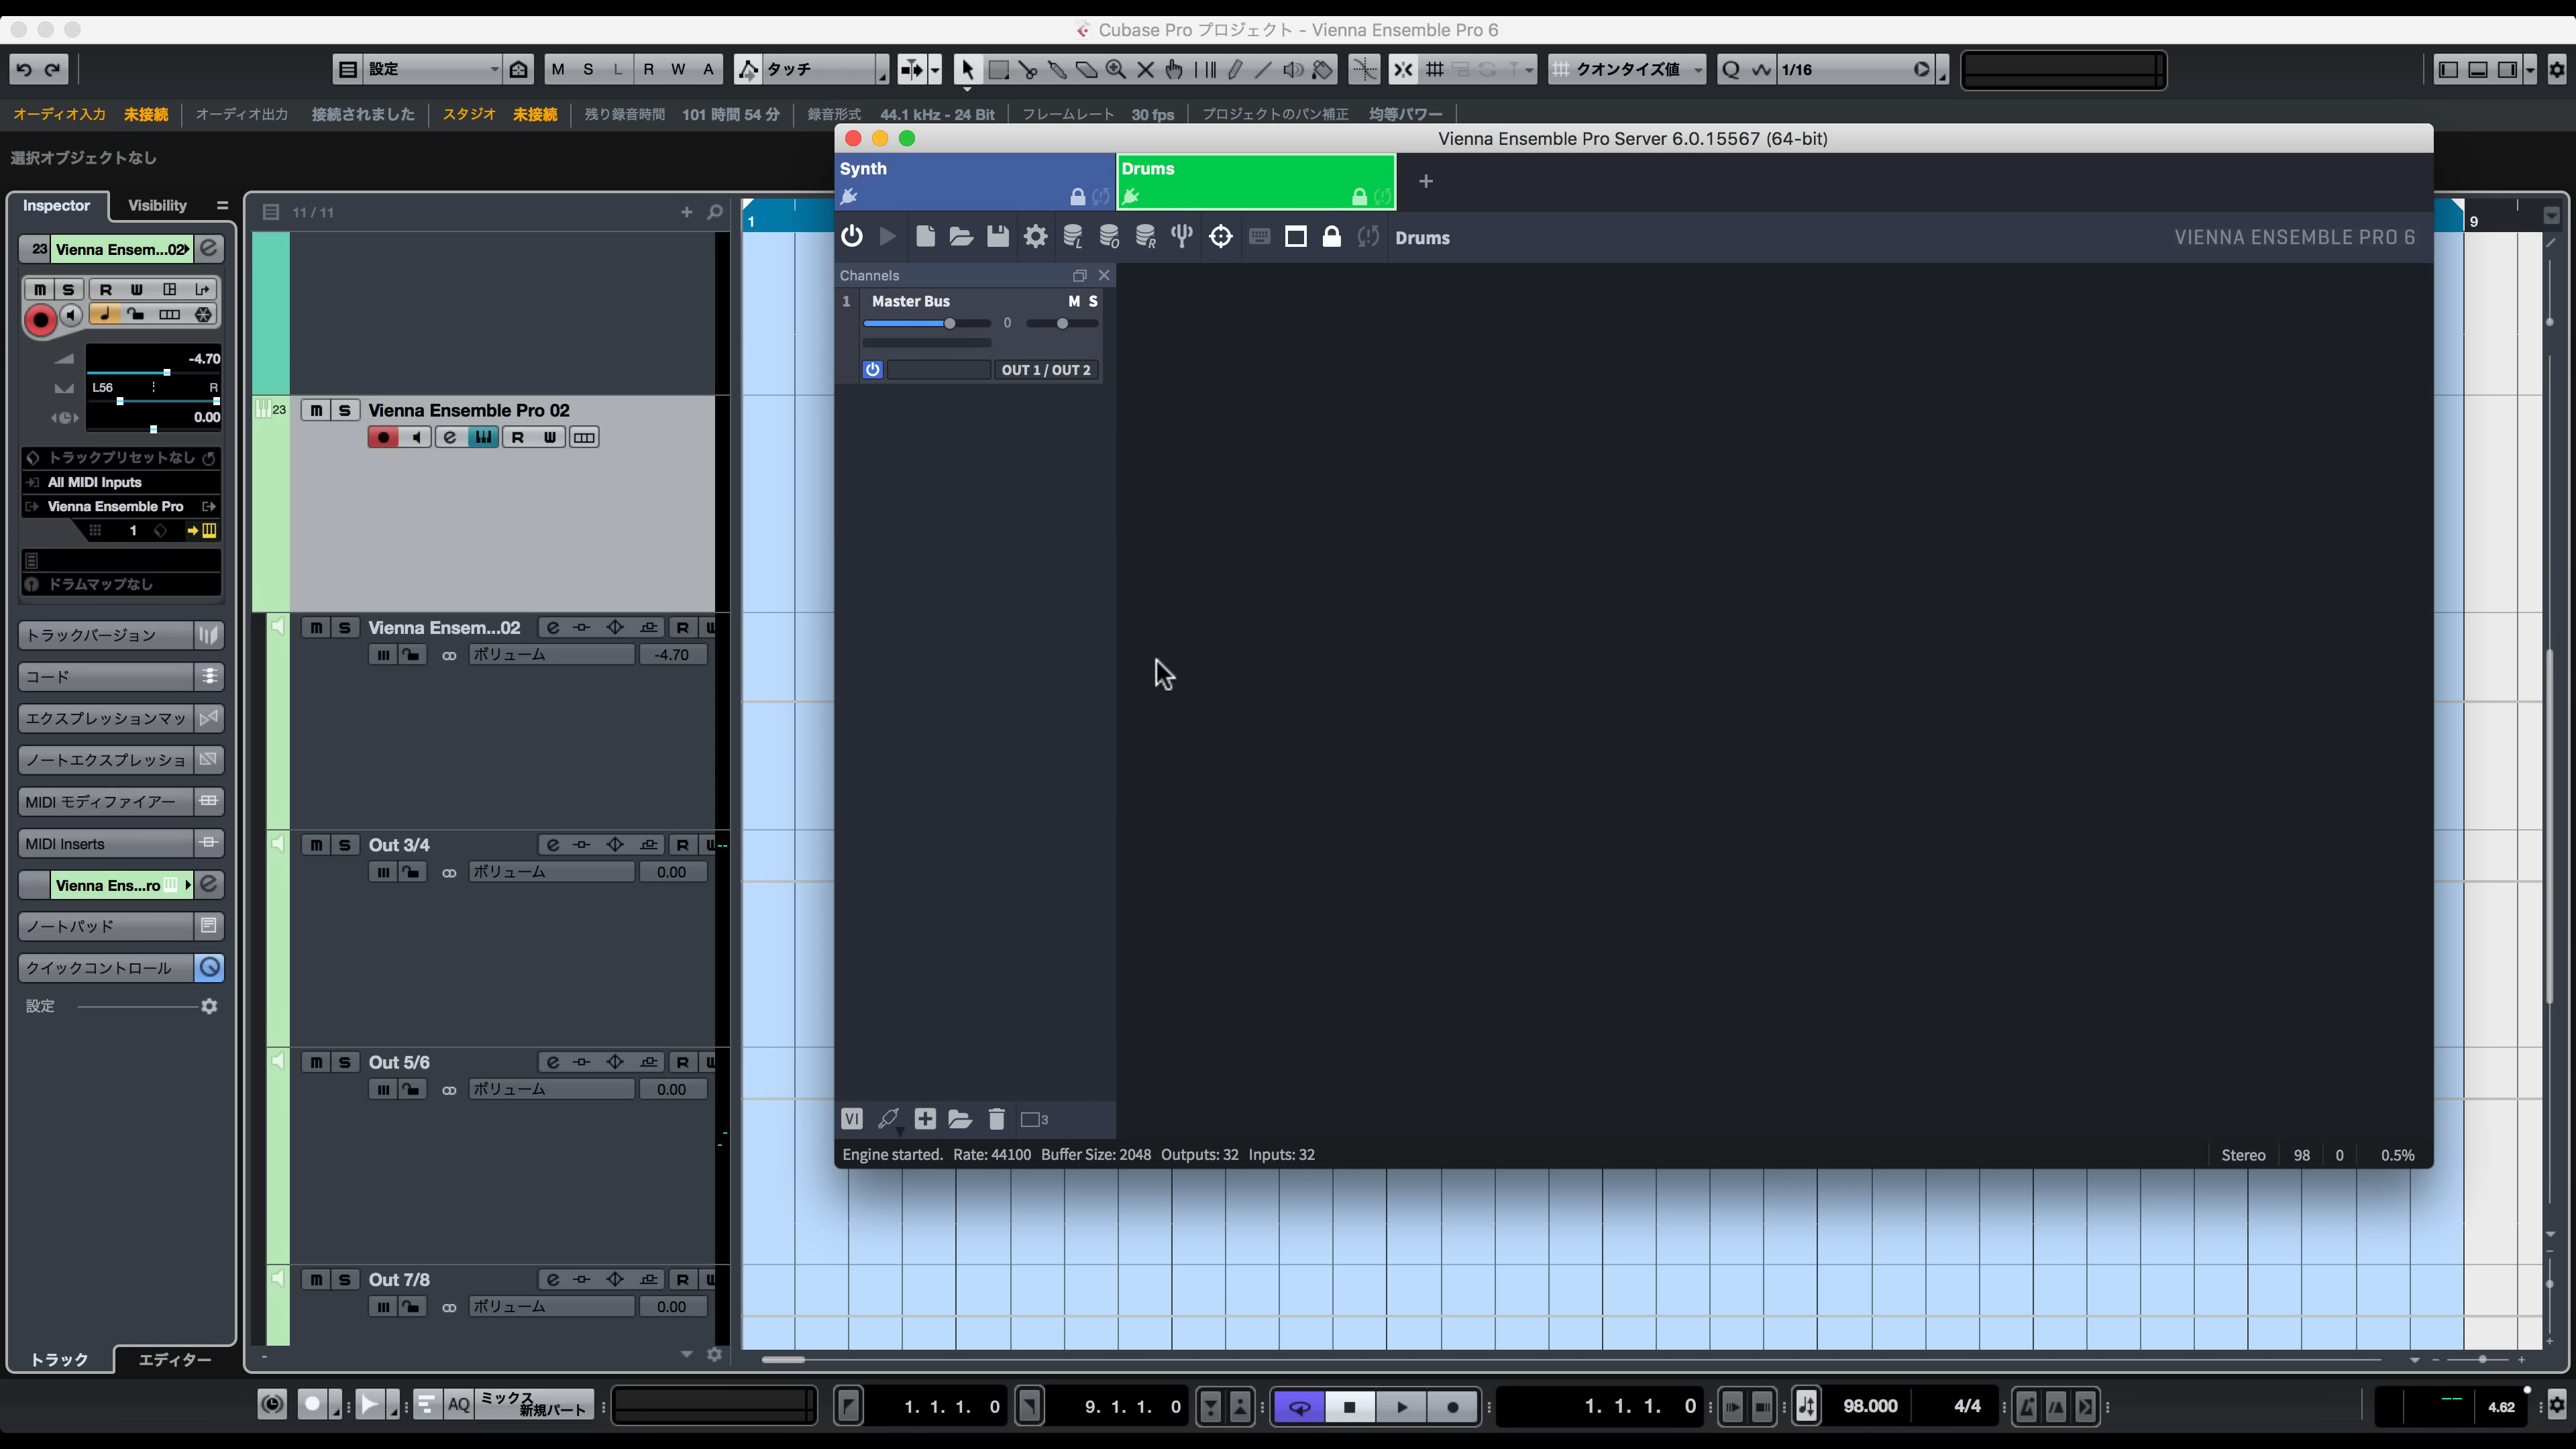 Cubase Pro プロジェクト - Vienna Ensemble Pro 6
設定 M S L R W A タッチ クオンタイズ値 1/16
オーディオ入力 未接続 オーディオ出力 接続されました スタジオ 未接続 残り録音時間 101 時間 54 分 録音形式 44.1 kHz - 24 Bit フレームレート 30 fps プロジェクトのパン補正 均等パワー
選択オブジェクトなし
Inspector Visibility
11 / 11
1
9
23 Vienna Ensem...02
m S R W
-4.70
L56 R
0.00
トラックプリセットなし
All MIDI Inputs
Vienna Ensemble Pro
1
ドラムマップなし
トラックバージョン
コード
エクスプレッションマッ
ノートエクスプレッショ
MIDI モディファイアー
MIDI Inserts
Vienna Ens...ro
ノートパッド
クイックコントロール
設定
トラック エディター
23 m S Vienna Ensemble Pro 02
R W
m S Vienna Ensem...02 R W
ボリューム -4.70
m S Out 3/4 R W
ボリューム 0.00
m S Out 5/6 R W
ボリューム 0.00
m S Out 7/8 R W
ボリューム 0.00
Vienna Ensemble Pro Server 6.0.15567 (64-bit)
Synth
Drums
+
L O R Drums
VIENNA ENSEMBLE PRO 6
Channels
1 Master Bus M S
0
OUT 1 / OUT 2
VI 3
Engine started. Rate: 44100 Buffer Size: 2048 Outputs: 32 Inputs: 32
Stereo 98 0 0.5%
AQ ミックス
新規パート
1. 1. 1. 0
9. 1. 1. 0
1. 1. 1. 0
98.000 4/4
4.62